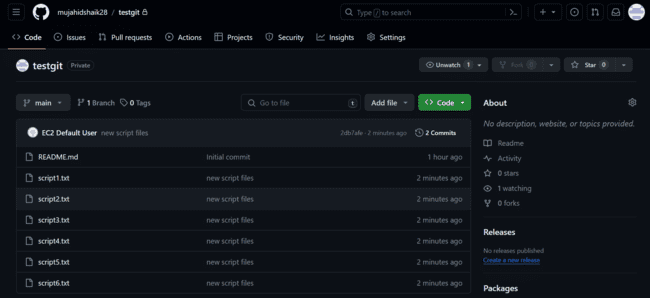 mujahidshaik28 / testgit
Type / to search
Code Issues Pull requests Actions Projects Security Insights Settings
testgit Private
Unwatch 1 Fork Star 0
main 1 Branch 0 Tags Go to file t Add file Code
EC2 Default User new script files 2db7afe · 2 minutes ago 2 Commits
README.md Initial commit 1 hour ago
script1.txt new script files 2 minutes ago
script2.txt new script files 2 minutes ago
script3.txt new script files 2 minutes ago
script4.txt new script files 2 minutes ago
script5.txt new script files 2 minutes ago
script6.txt new script files 2 minutes ago
About
No description, website, or topics provided.
Readme
Activity
0 stars
1 watching
0 forks
Releases
No releases published
Create a new release
Packages